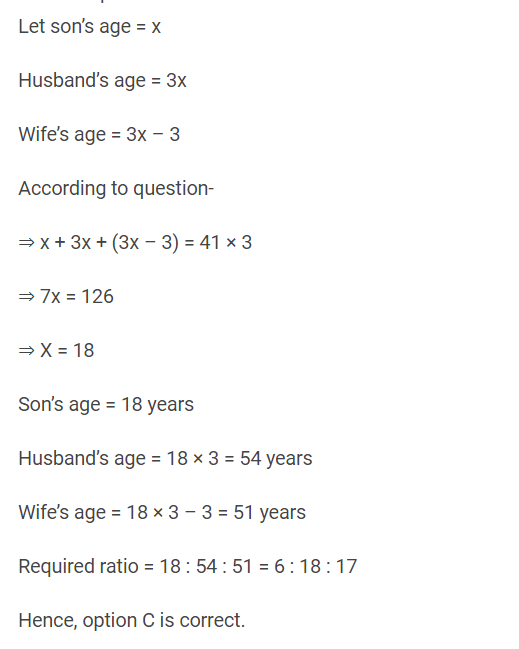 Let son’s age = x
Husband’s age = 3x
Wife’s age = 3x – 3
According to question-
⇒ x + 3x + (3x – 3) = 41 × 3
⇒ 7x = 126
⇒ X = 18
Son’s age = 18 years
Husband’s age = 18 × 3 = 54 years
Wife’s age = 18 × 3 – 3 = 51 years
Required ratio = 18 : 54 : 51 = 6 : 18 : 17
Hence, option C is correct.